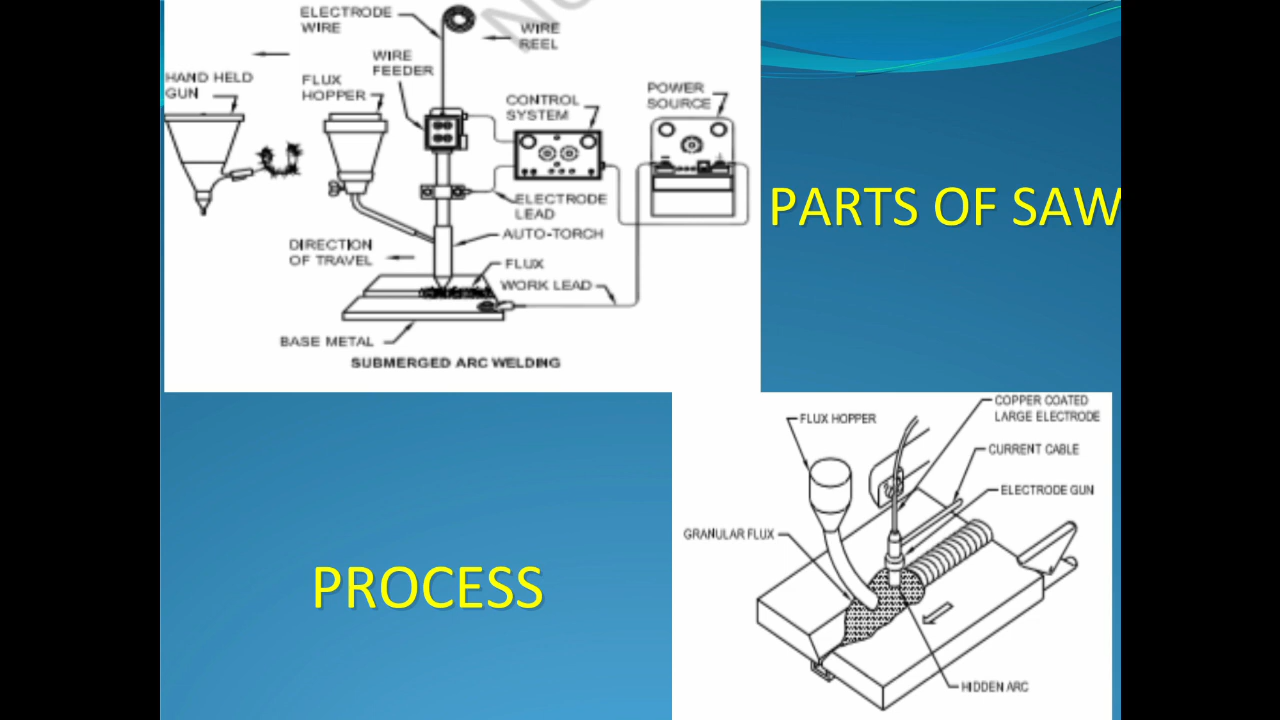 ELECTRODE
WIRE
WIRE
REEL
WIRE
FEEDER
HAND HELD
GUN
FLUX
HOPPER
CONTROL
SYSTEM
POWER
SOURCE
ELECTRODE
LEAD
AUTO-TORCH
DIRECTION
OF TRAVEL
FLUX
WORK LEAD
BASE METAL
SUBMERGED ARC WELDING
PARTS OF SAW
PROCESS
COPPER COATED
LARGE ELECTRODE
FLUX HOPPER
CURRENT CABLE
ELECTRODE GUN
GRANULAR FLUX
HIDDEN ARC